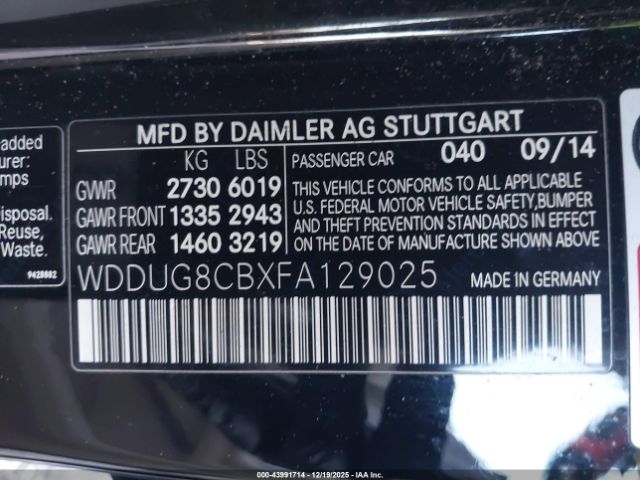 MFD BY DAIMLER AG STUTTGART
KG LBS
GVWR 2730 6019
GAWR FRONT 1335 2943
GAWR REAR 1460 3219
PASSENGER CAR 040 09/14
THIS VEHICLE CONFORMS TO ALL APPLICABLE
U.S. FEDERAL MOTOR VEHICLE SAFETY,BUMPER
AND THEFT PREVENTION STANDARDS IN EFFECT
ON THE DATE OF MANUFACTURE SHOWN ABOVE.
WDDUG8CBXFA129025 MADE IN GERMANY
added
urer:
mps
Disposal.
Reuse,
Waste.
9428882
12000-43991714 • 12/19/2025 • IAAI, Inc.